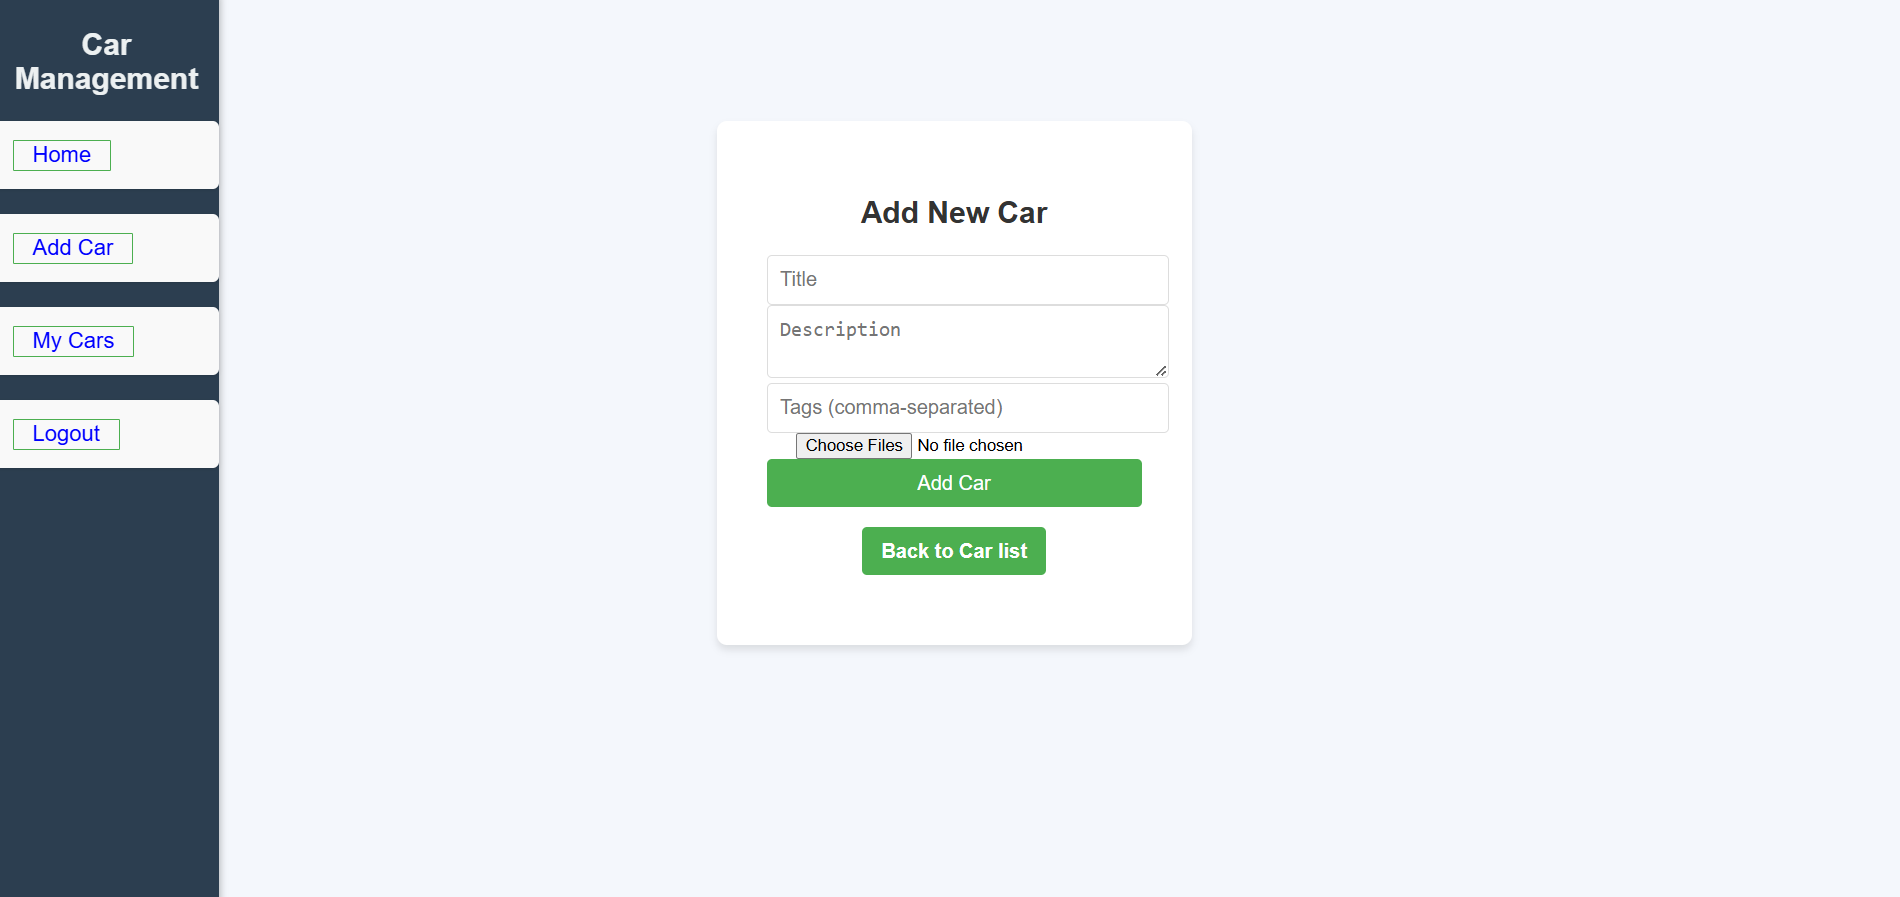 Car
Management
Home
Add Car
My Cars
Logout
Add New Car
Title
Description
Tags (comma-separated)
Choose Files No file chosen
Add Car
Back to Car list